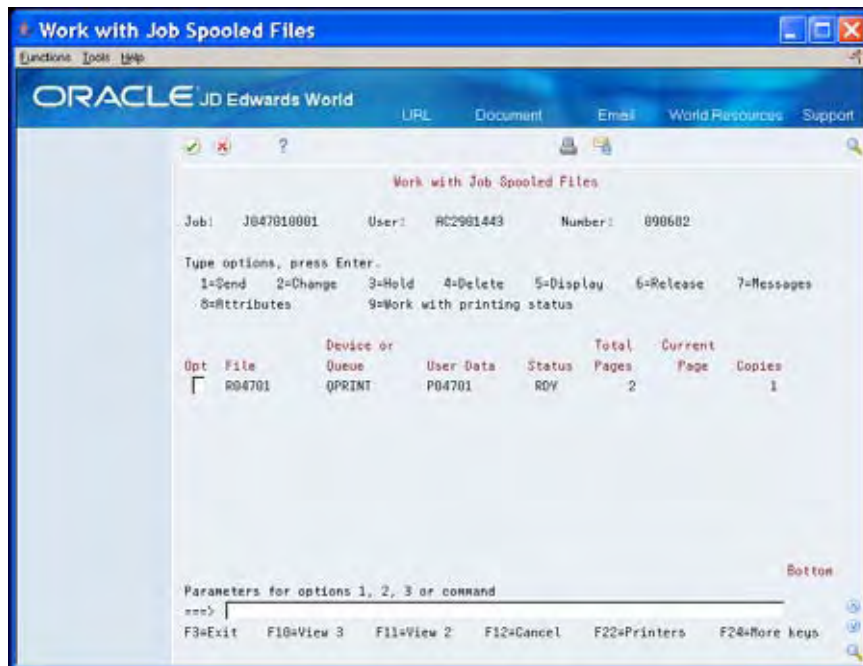 Work with Job Spooled Files
Functions Tools Help
ORACLE JD Edwards World
URL Document Email World Resources Support
?
Work with Job Spooled Files
Job: J047010001 User: AC2901443 Number: 090602
Type options, press Enter.
1=Send 2=Change 3=Hold 4=Delete 5=Display 6=Release 7=Messages
8=Attributes 9=Work with printing status
Device or Total Current
Opt File Queue User Data Status Pages Page Copies
R04701 QPRINT P04701 RDY 2 1
Bottom
Parameters for options 1, 2, 3 or command
===>
F3=Exit F10=View 3 F11=View 2 F12=Cancel F22=Printers F24=More keys